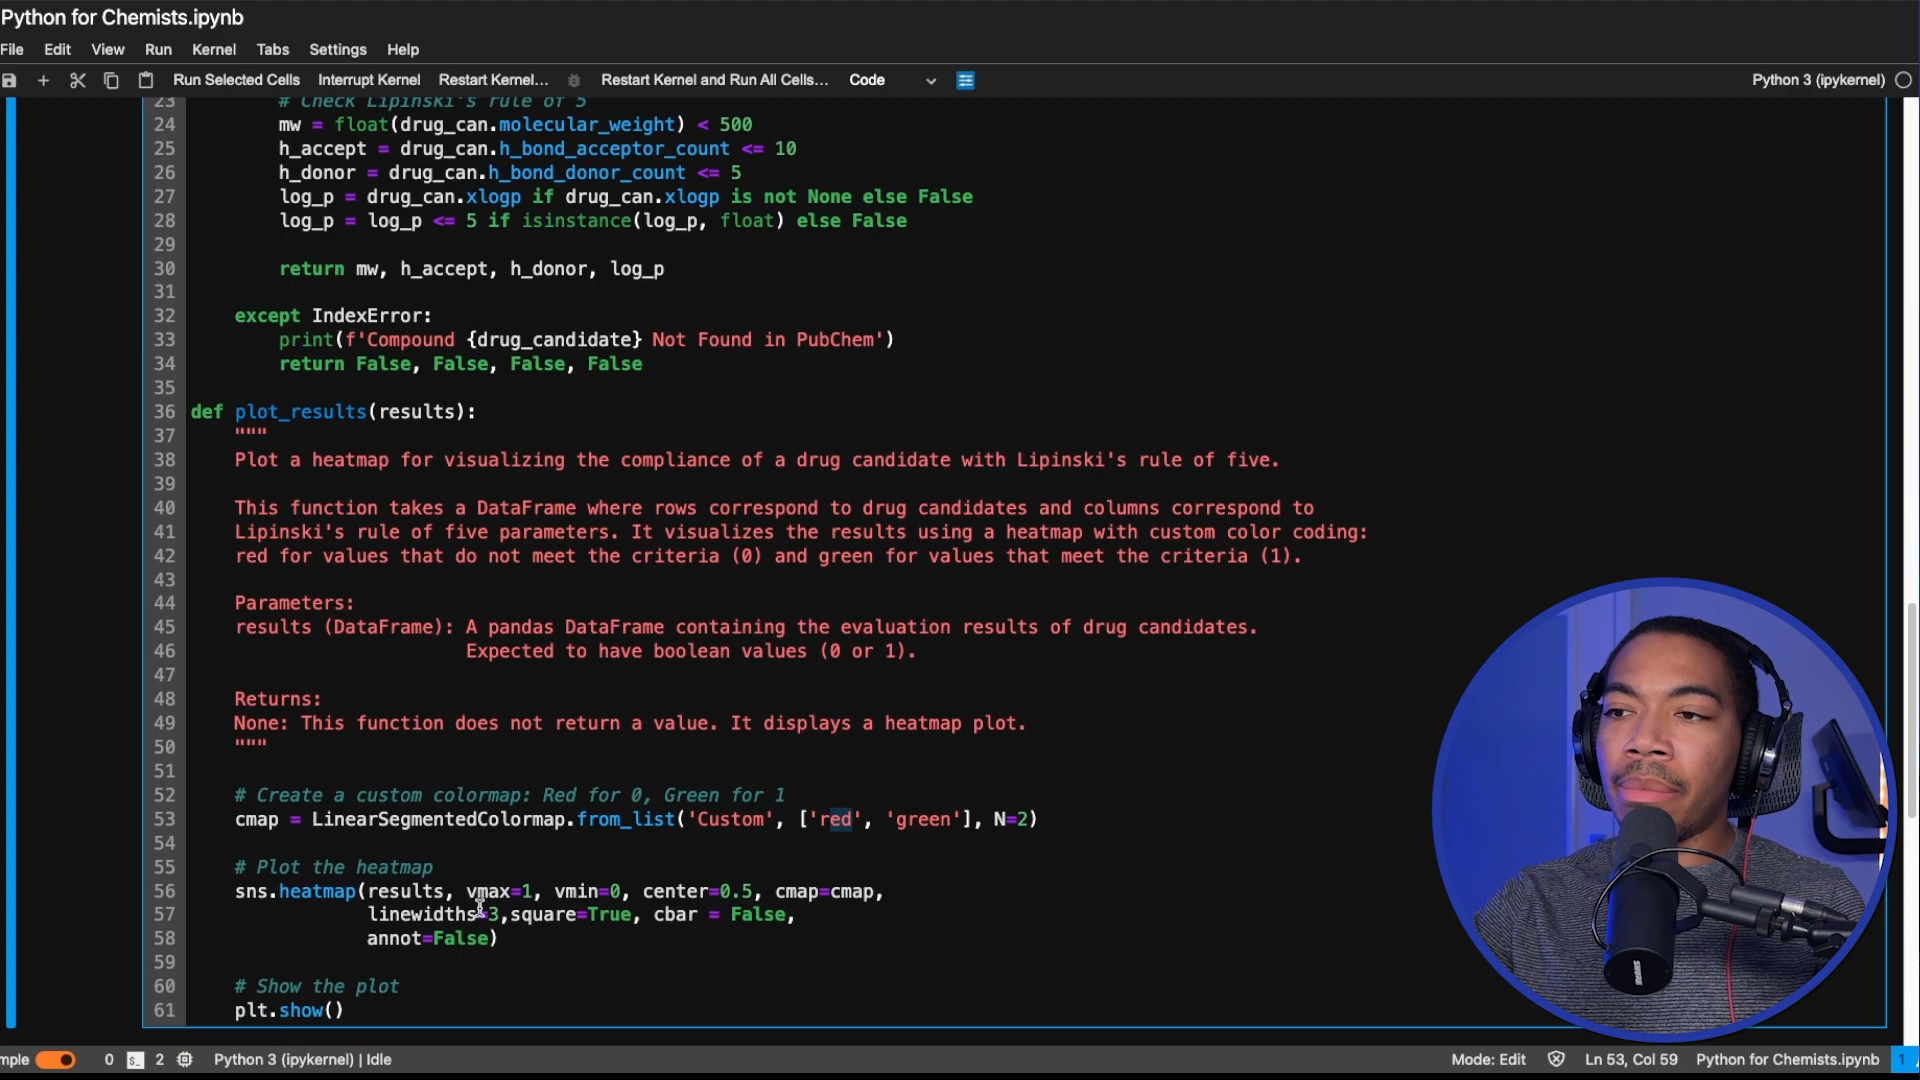 Python for Chemists.ipynb
File Edit View Run Kernel Tabs Settings Help
Run Selected Cells Interrupt Kernel Restart Kernel... Restart Kernel and Run All Cells... Code Python 3 (ipykernel)
23 # Check Lipinski's rule of 5
24 mw = float(drug_can.molecular_weight) < 500
25 h_accept = drug_can.h_bond_acceptor_count <= 10
26 h_donor = drug_can.h_bond_donor_count <= 5
27 log_p = drug_can.xlogp if drug_can.xlogp is not None else False
28 log_p = log_p <= 5 if isinstance(log_p, float) else False
29
30 return mw, h_accept, h_donor, log_p
31
32 except IndexError:
33 print(f'Compound {drug_candidate} Not Found in PubChem')
34 return False, False, False, False
35
36 def plot_results(results):
37 """
38 Plot a heatmap for visualizing the compliance of a drug candidate with Lipinski's rule of five.
39
40 This function takes a DataFrame where rows correspond to drug candidates and columns correspond to
41 Lipinski's rule of five parameters. It visualizes the results using a heatmap with custom color coding:
42 red for values that do not meet the criteria (0) and green for values that meet the criteria (1).
43
44 Parameters:
45 results (DataFrame): A pandas DataFrame containing the evaluation results of drug candidates.
46 Expected to have boolean values (0 or 1).
47
48 Returns:
49 None: This function does not return a value. It displays a heatmap plot.
50 """
51
52 # Create a custom colormap: Red for 0, Green for 1
53 cmap = LinearSegmentedColormap.from_list('Custom', ['red', 'green'], N=2)
54
55 # Plot the heatmap
56 sns.heatmap(results, vmax=1, vmin=0, center=0.5, cmap=cmap,
57 linewidths=3,square=True, cbar = False,
58 annot=False)
59
60 # Show the plot
61 plt.show()
mple 0 2 Python 3 (ipykernel) | Idle Mode: Edit Ln 53, Col 59 Python for Chemists.ipynb 1